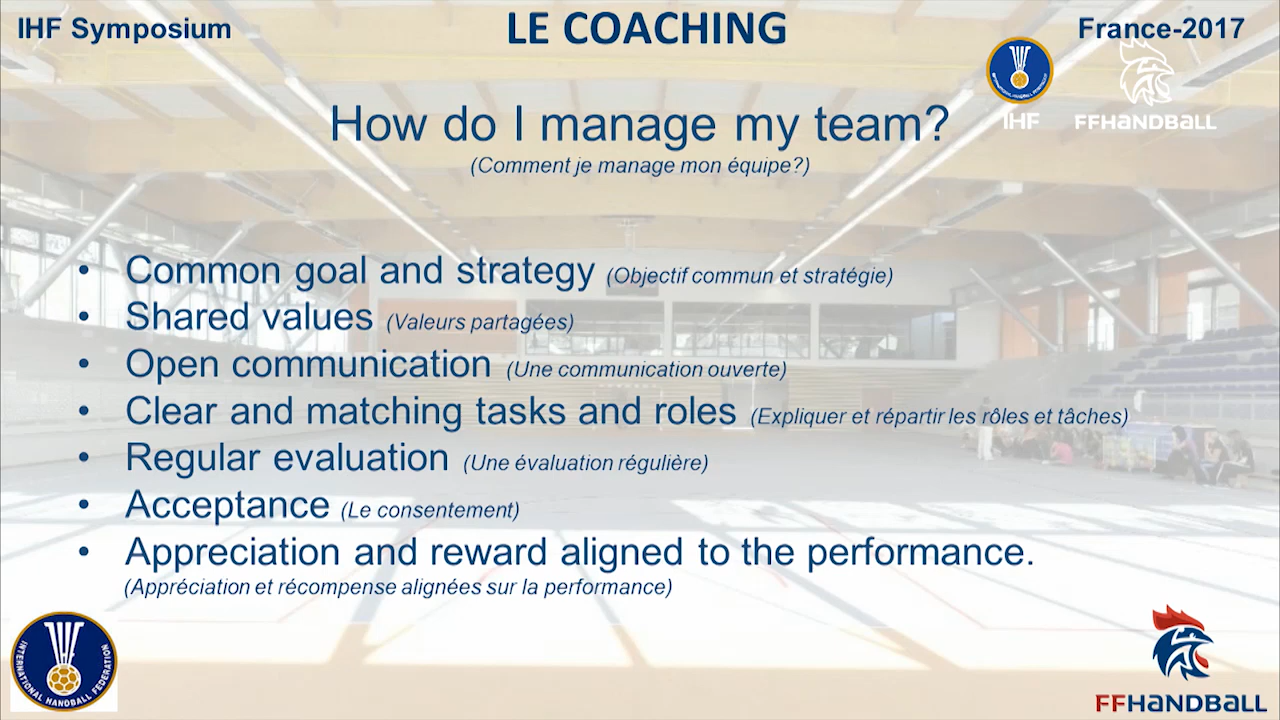 IHF Symposium
LE COACHING
France-2017
IHF
FFHANDBALL
How do I manage my team?
(Comment je manage mon équipe?)
• Common goal and strategy (Objectif commun et stratégie)
• Shared values (Valeurs partagées)
• Open communication (Une communication ouverte)
• Clear and matching tasks and roles (Expliquer et répartir les rôles et tâches)
• Regular evaluation (Une évaluation régulière)
• Acceptance (Le consentement)
• Appreciation and reward aligned to the performance.
(Appréciation et récompense alignées sur la performance)
INTERNATIONAL HANDBALL FEDERATION
FFHANDBALL